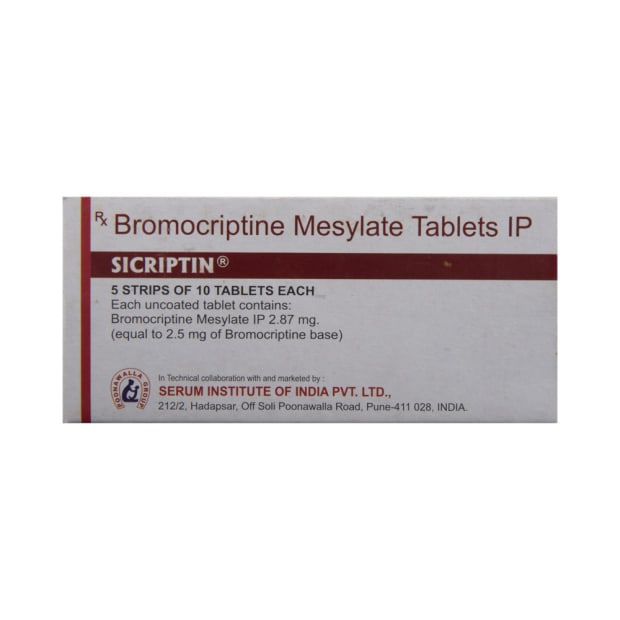 Rx Bromocriptine Mesylate Tablets IP
SICRIPTIN®
5 STRIPS OF 10 TABLETS EACH
Each uncoated tablet contains:
Bromocriptine Mesylate IP 2.87 mg.
(equal to 2.5 mg of Bromocriptine base)
POONAWALLA GROUP
In Technical collaboration with and marketed by :
SERUM INSTITUTE OF INDIA PVT. LTD.,
212/2, Hadapsar, Off Soli Poonawalla Road, Pune-411 028, INDIA.